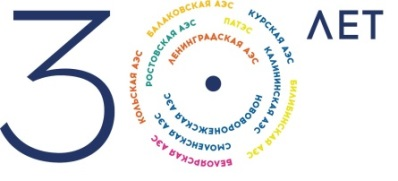 30 ЛЕТ
БАЛАКОВСКАЯ АЭС
КУРСКАЯ АЭС
ПАТЭС
РОСТОВСКАЯ АЭС
ЛЕНИНГРАДСКАЯ АЭС
КАЛИНИНСКАЯ АЭС
КОЛЬСКАЯ АЭС
БИЛИБИНСКАЯ АЭС
НОВОВОРОНЕЖСКАЯ АЭС
СМОЛЕНСКАЯ АЭС
БЕЛОЯРСКАЯ АЭС